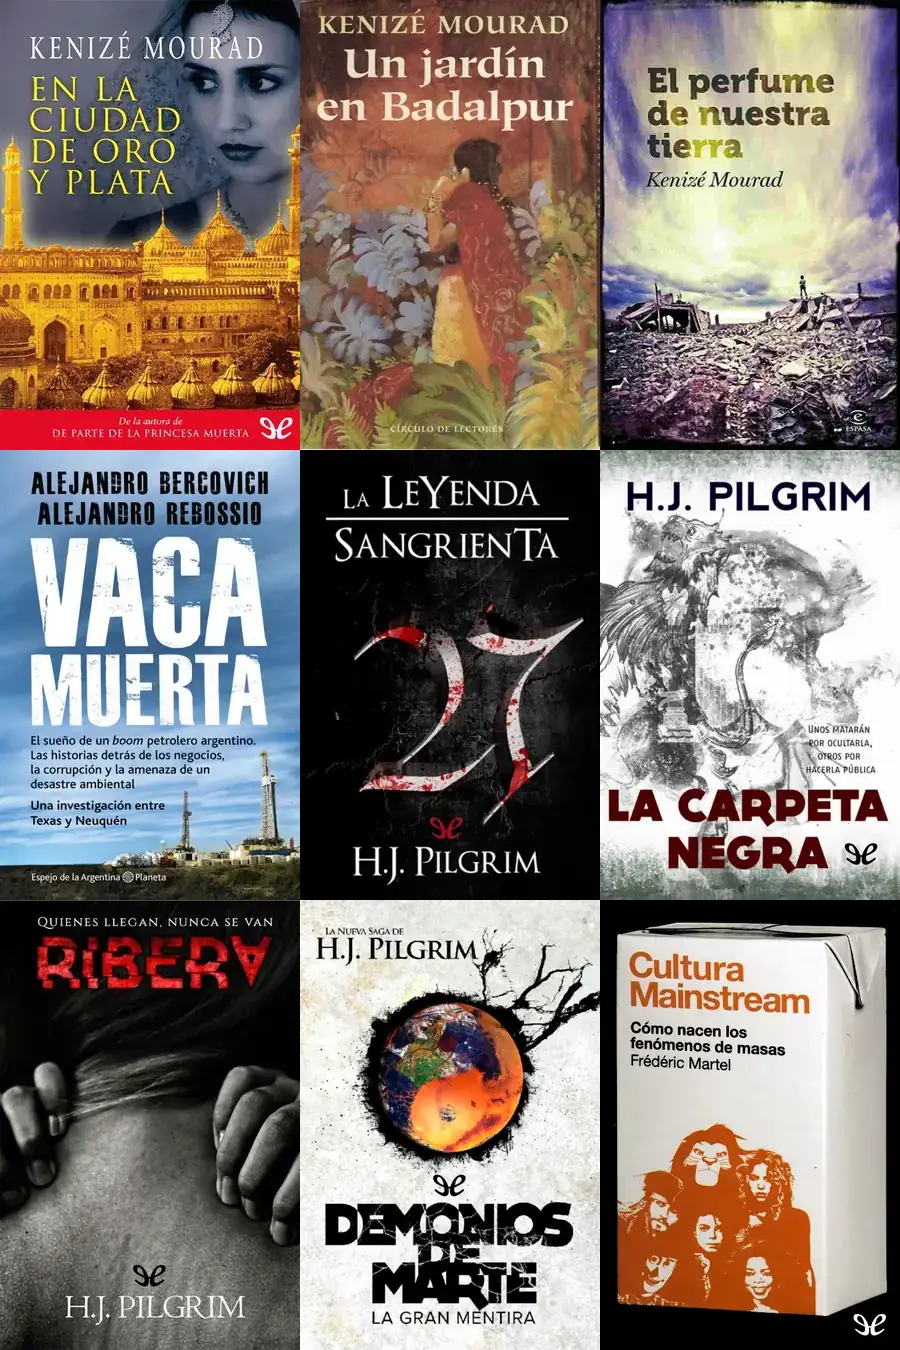 KENIZÉ MOURAD
EN LA
CIUDAD
DE ORO
Y PLATA
De la autora de
DE PARTE DE LA PRINCESA MUERTA
KENIZÉ MOURAD
Un jardín
en Badalpur
CÍRCULO DE LECTORES
El perfume
de nuestra
tierra
Kenizé Mourad
ESPASA
ALEJANDRO BERCOVICH
ALEJANDRO REBOSSIO
VACA
MUERTA
El sueño de un boom petrolero argentino.
Las historias detrás de los negocios,
la corrupción y la amenaza de un
desastre ambiental
Una investigación entre
Texas y Neuquén
Espejo de la Argentina Planeta
LA LEYENDA
SANGRIENTA
27
H.J. PILGRIM
H.J. PILGRIM
UNOS MATARÁN
POR OCULTARLA,
OTROS POR
HACERLA PÚBLICA
LA CARPETA
NEGRA
QUIENES LLEGAN, NUNCA SE VAN
RIBERA
H.J. PILGRIM
LA NUEVA SAGA DE
H.J. PILGRIM
DEMONIOS
DE
MARTE
LA GRAN MENTIRA
Cultura
Mainstream
Cómo nacen los
fenómenos de masas
Frédéric Martel